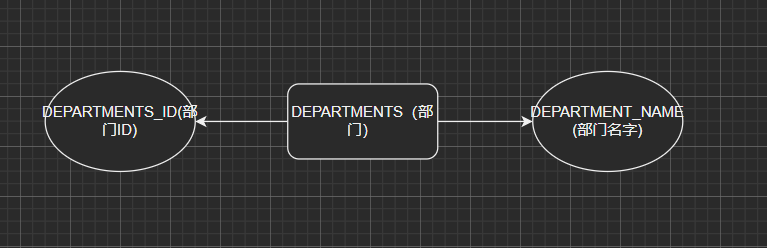 DEPARTMENTS_ID(部
门ID)
DEPARTMENTS（部
门）
DEPARTMENT_NAME
(部门名字)